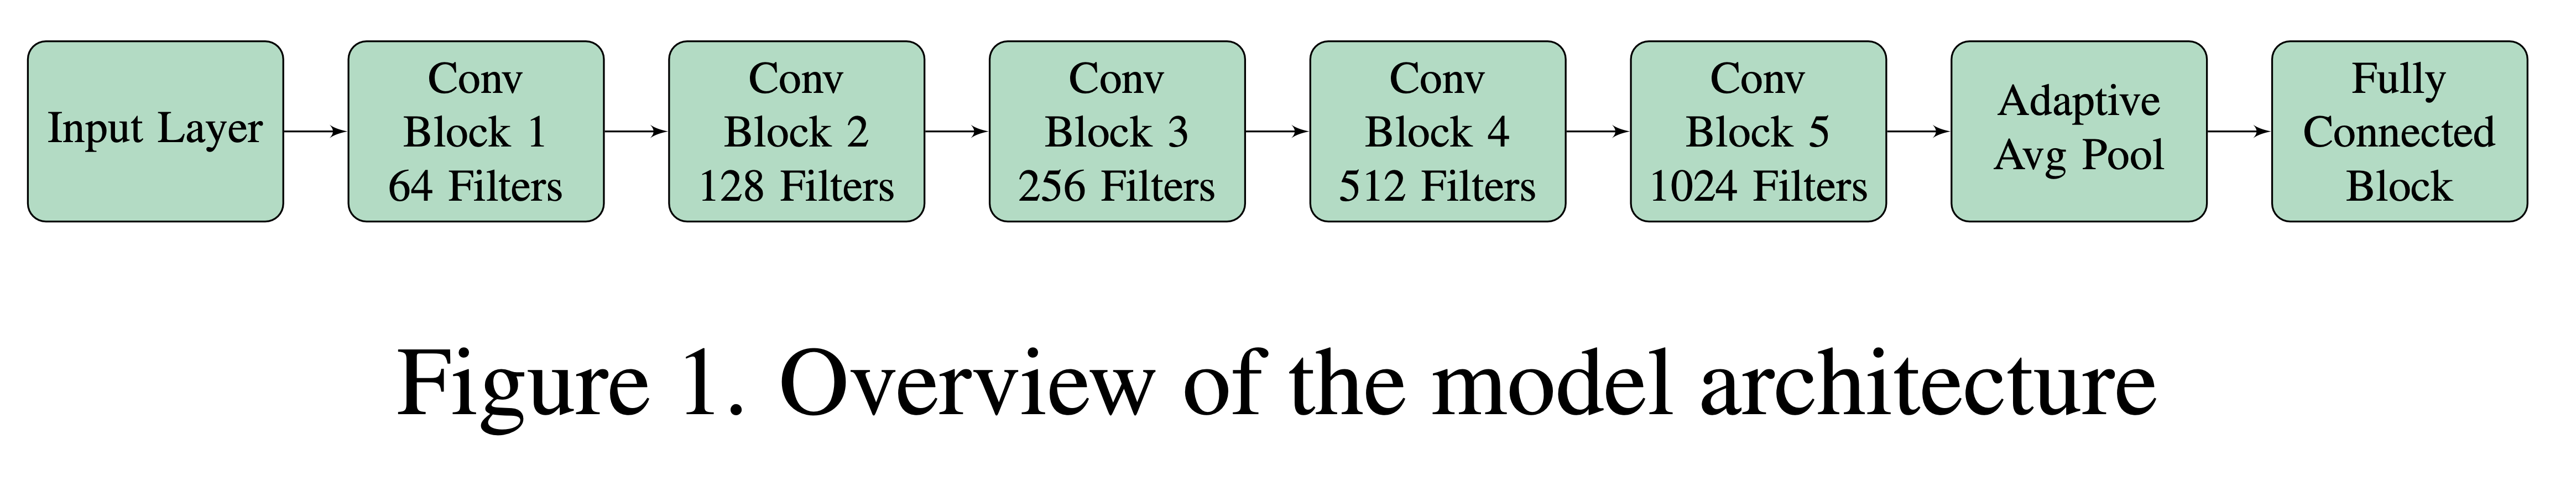 Input Layer
Conv
Block 1
64 Filters
Conv
Block 2
128 Filters
Conv
Block 3
256 Filters
Conv
Block 4
512 Filters
Conv
Block 5
1024 Filters
Adaptive
Avg Pool
Fully
Connected
Block
Figure 1. Overview of the model architecture